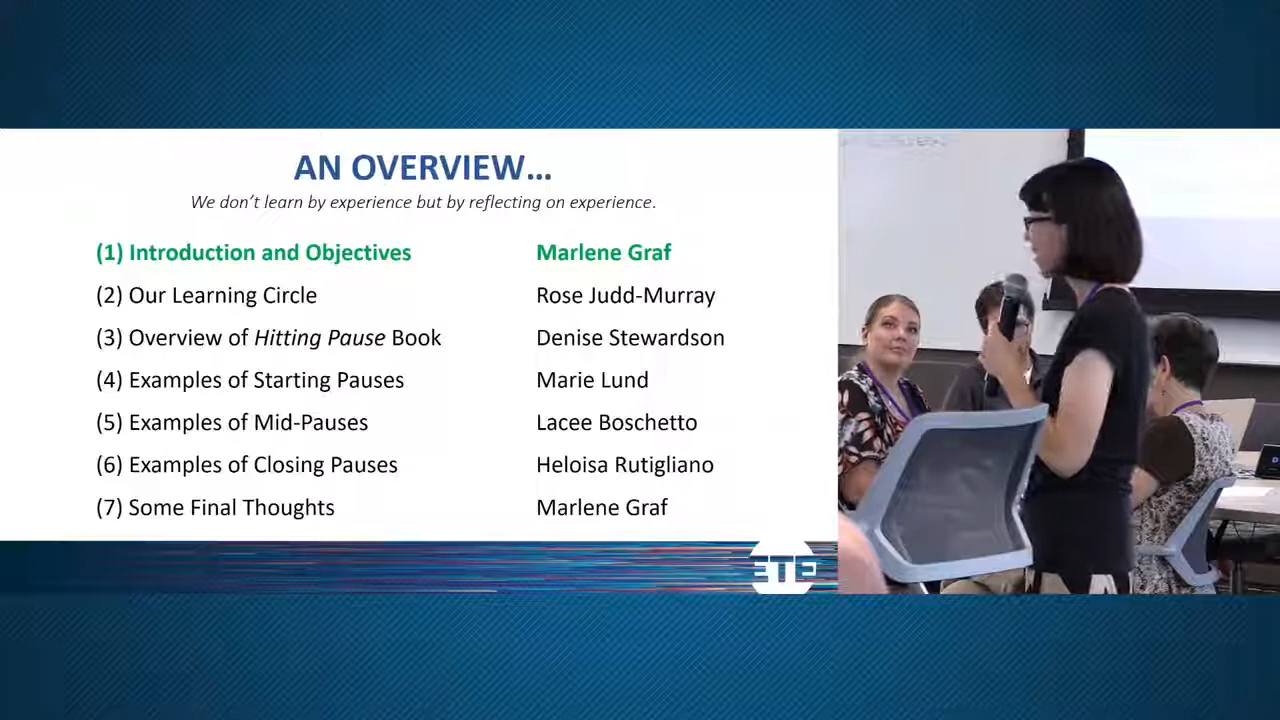 AN OVERVIEW…
We don’t learn by experience but by reflecting on experience.
(1) Introduction and Objectives Marlene Graf
(2) Our Learning Circle Rose Judd-Murray
(3) Overview of Hitting Pause Book Denise Stewardson
(4) Examples of Starting Pauses Marie Lund
(5) Examples of Mid-Pauses Lacee Boschetto
(6) Examples of Closing Pauses Heloisa Rutigliano
(7) Some Final Thoughts Marlene Graf
ETE